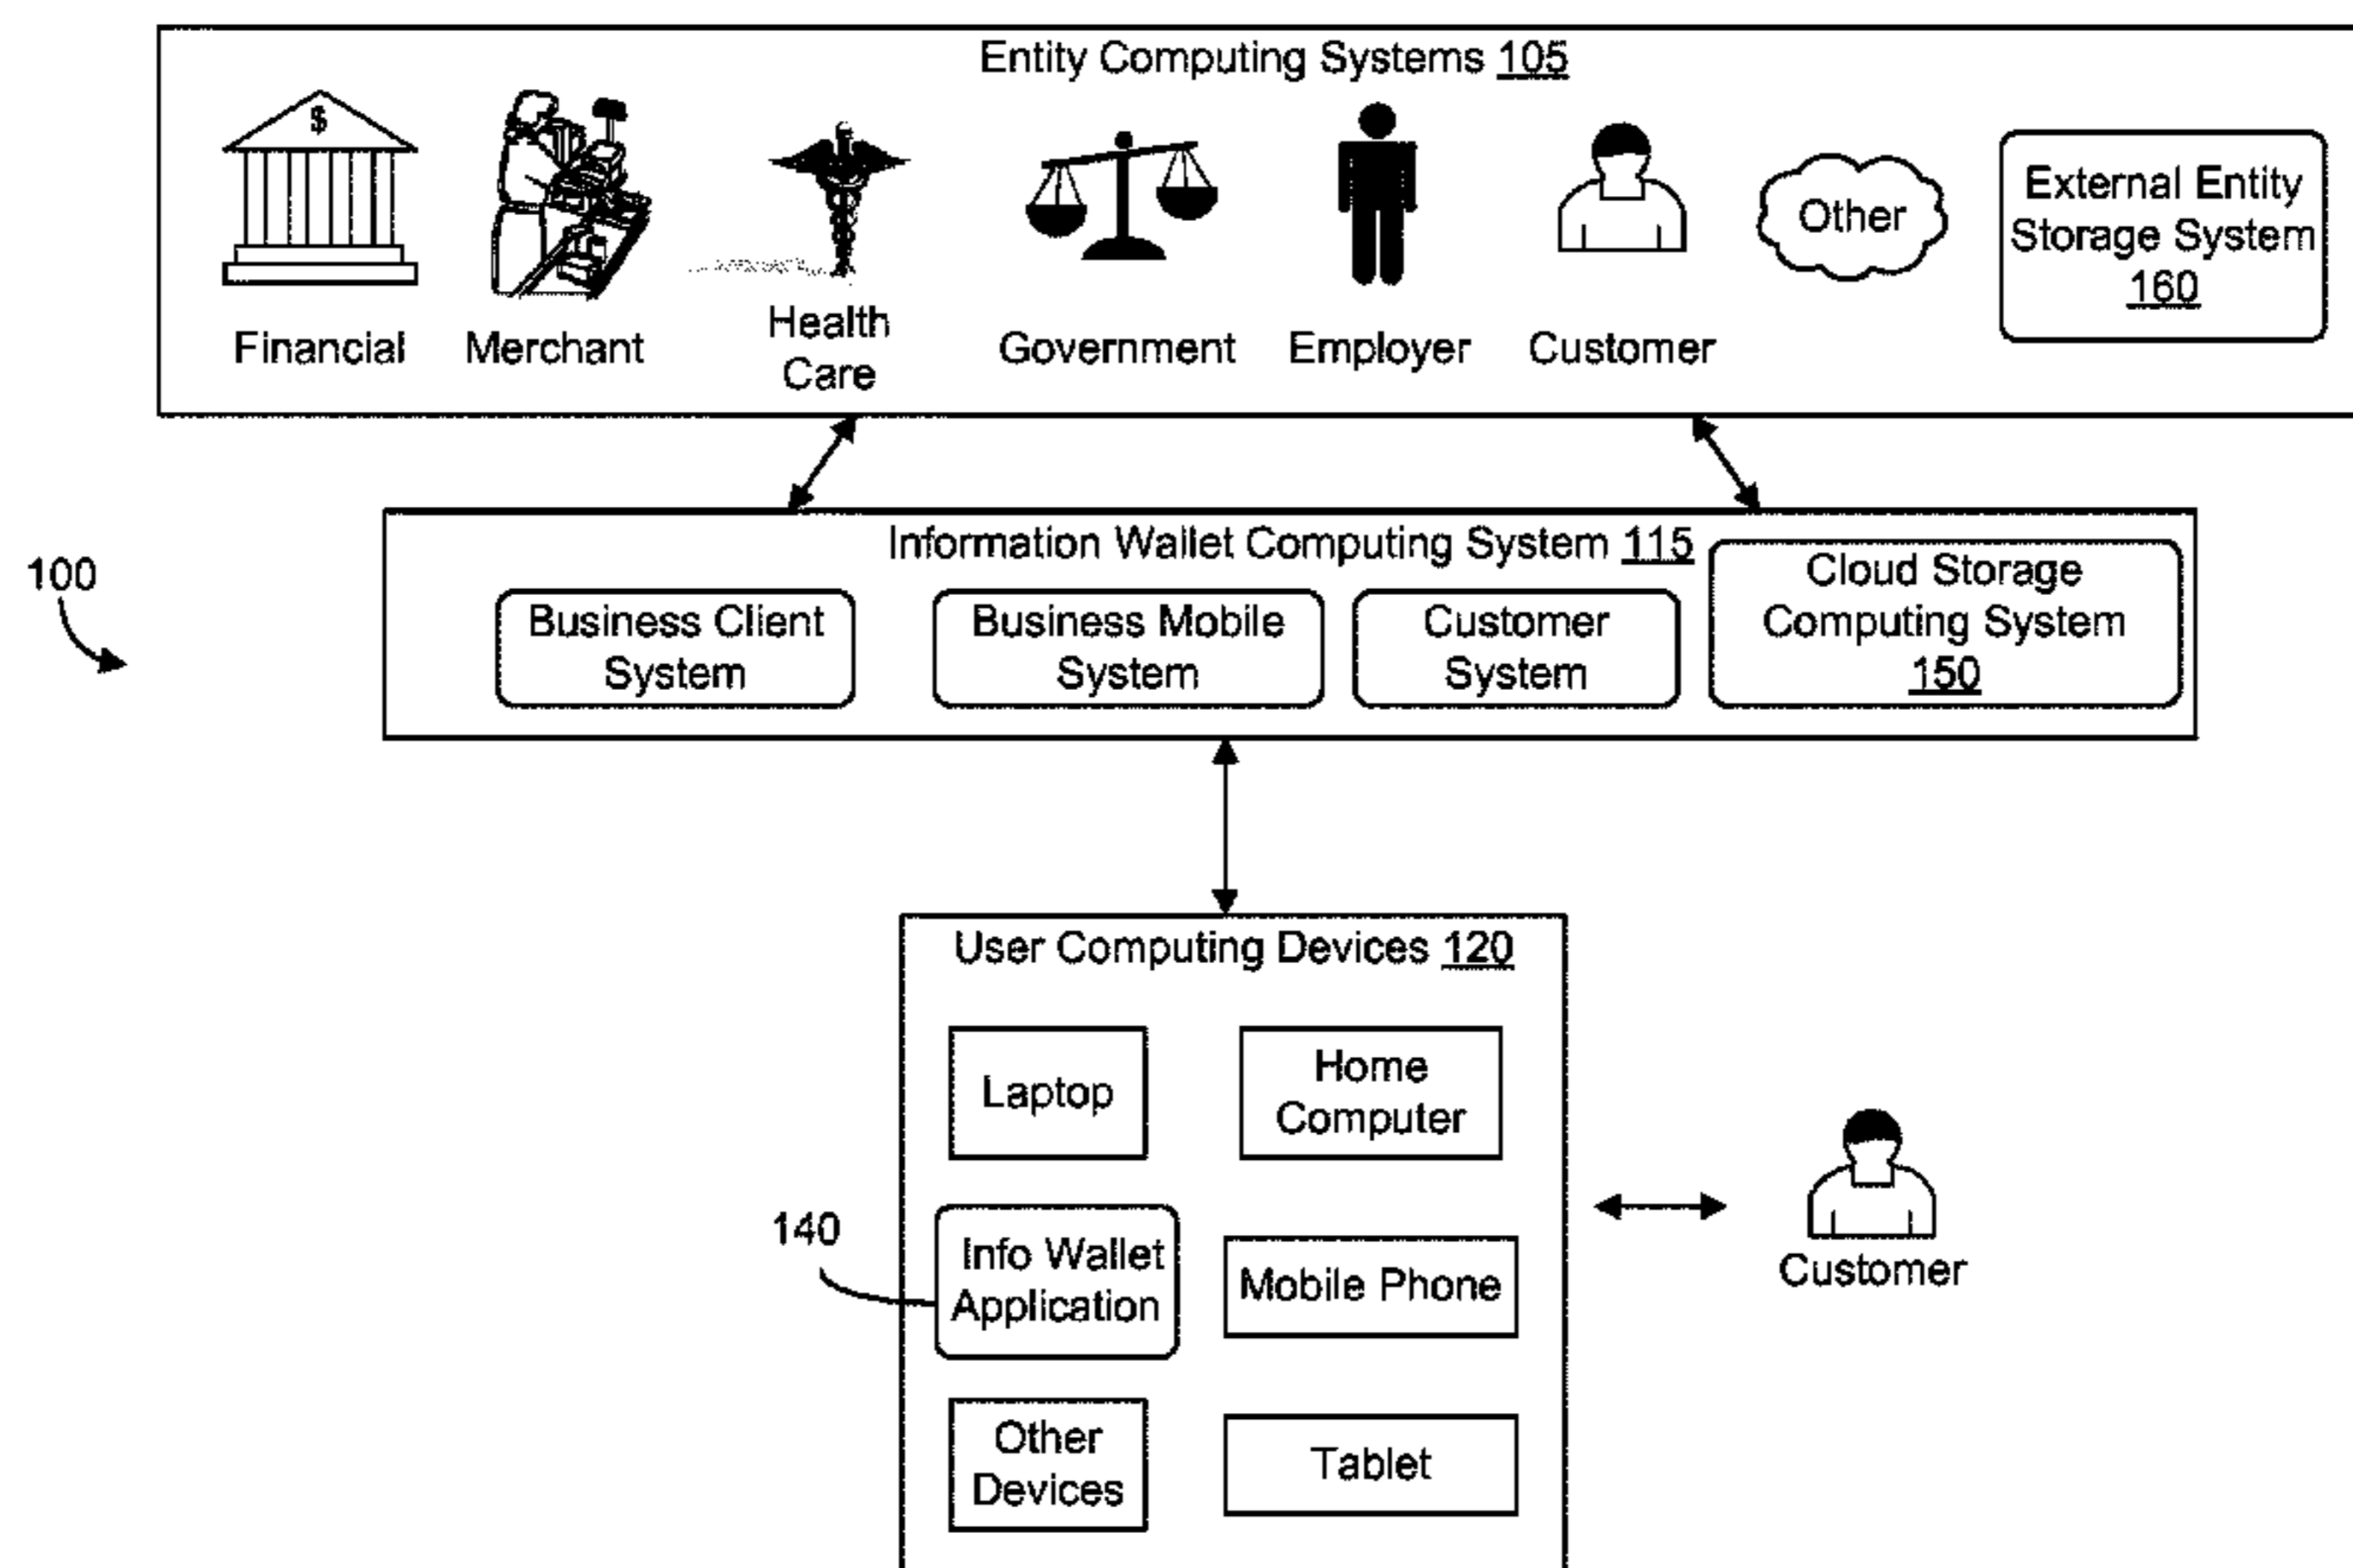 Entity Computing Systems 105
$
Financial
Merchant
Health
Care
Government
Employer
Customer
Other
External Entity
Storage System
160
100
Information Wallet Computing System 115
Business Client
System
Business Mobile
System
Customer
System
Cloud Storage
Computing System
150
User Computing Devices 120
Laptop
Home
Computer
140
Info Wallet
Application
Mobile Phone
Other
Devices
Tablet
Customer